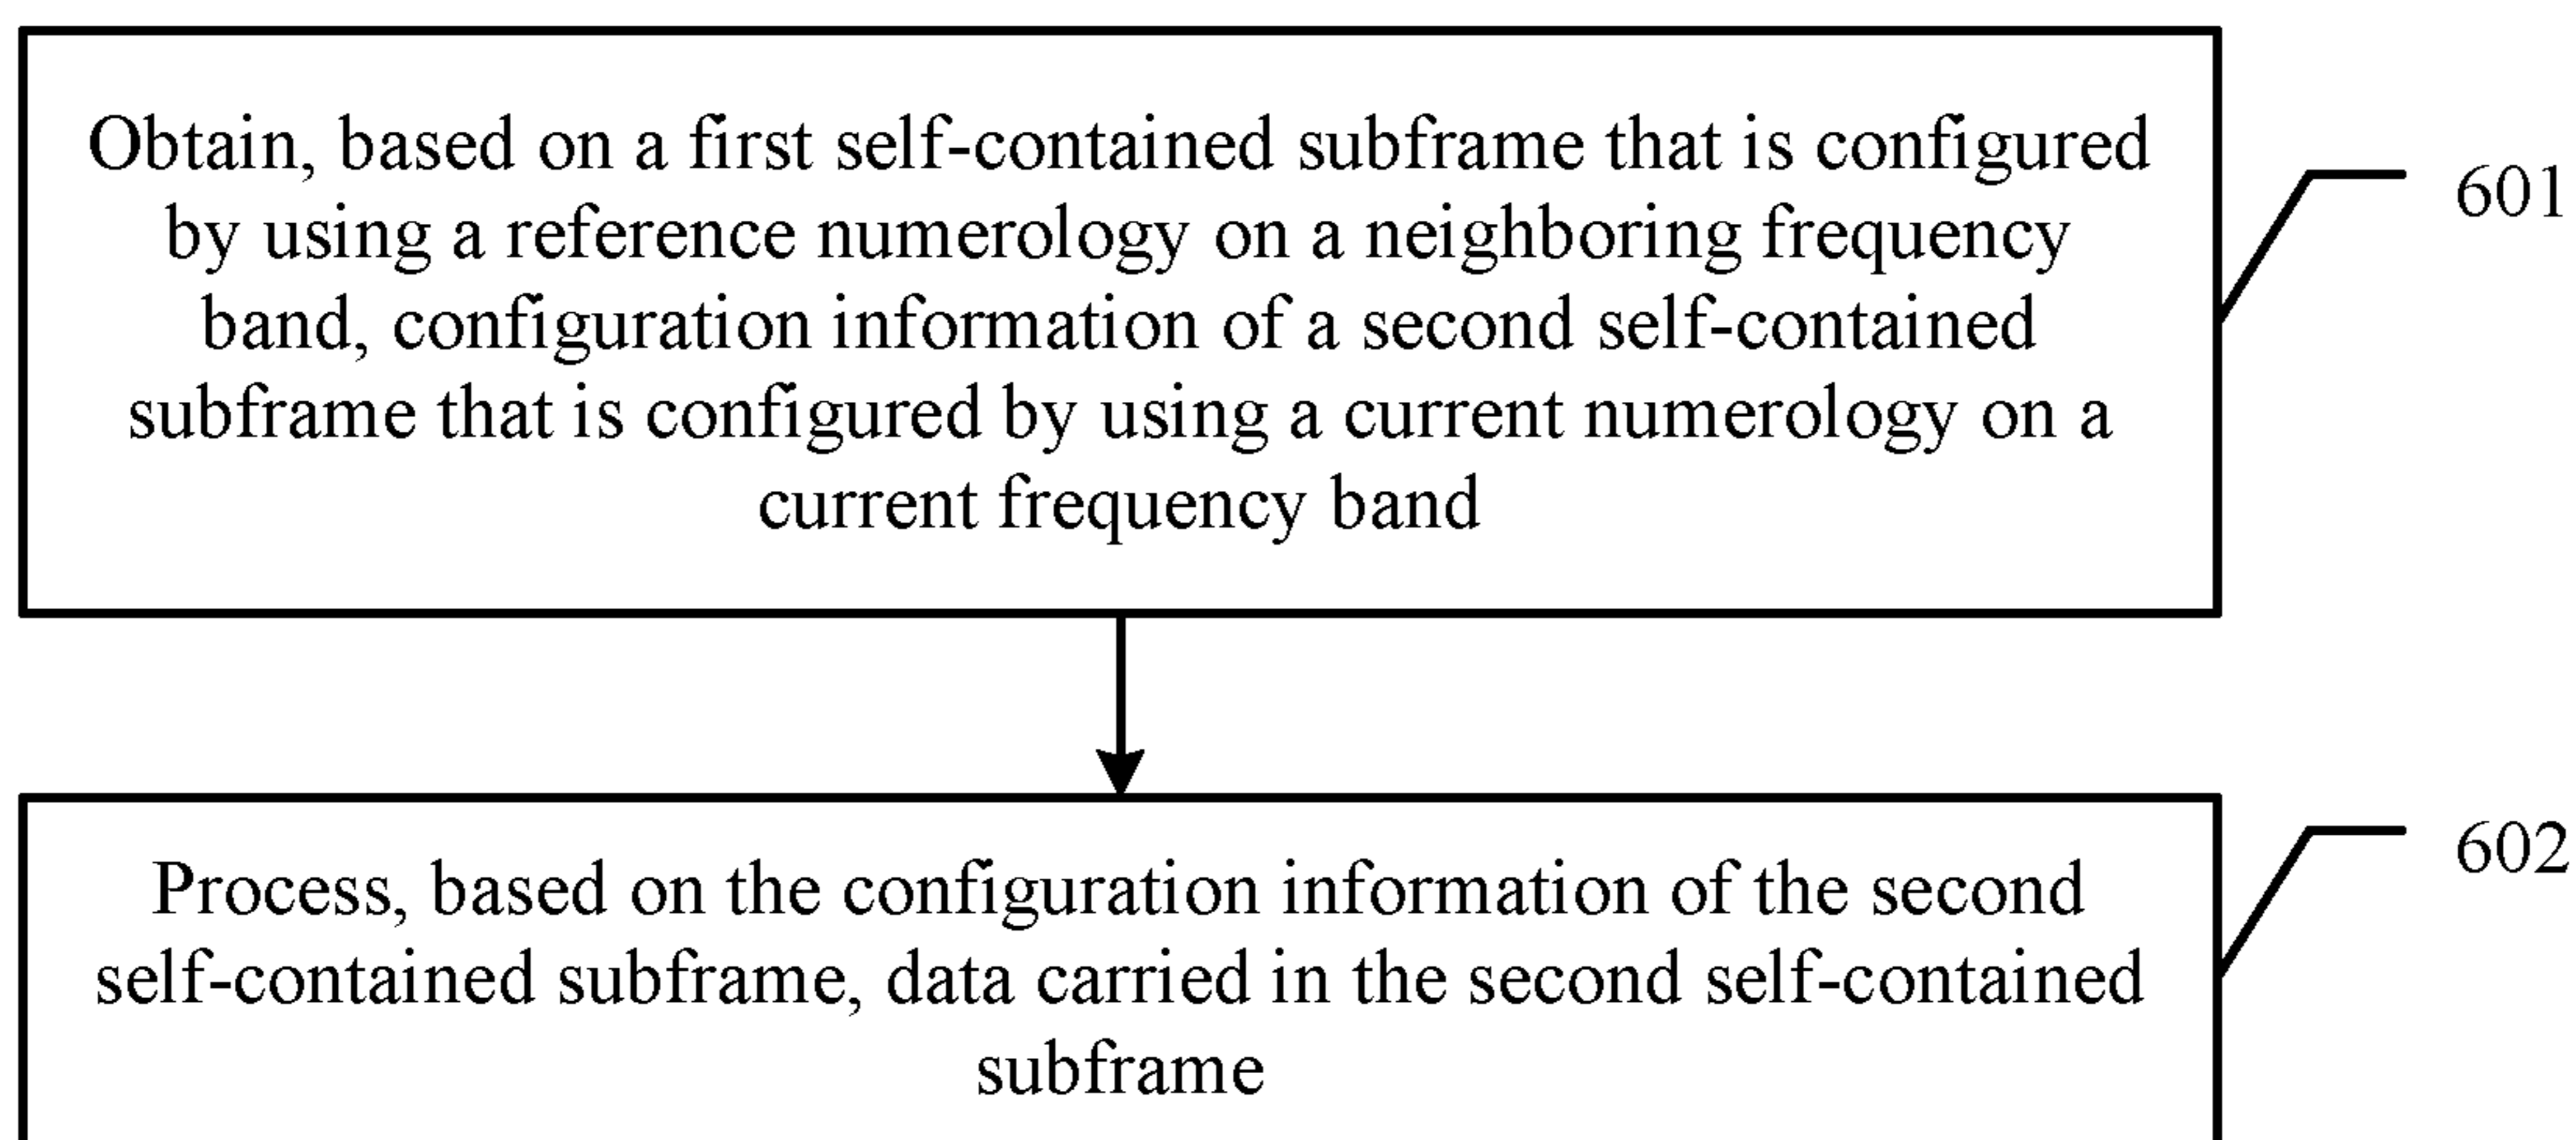 Obtain, based on a first self-contained subframe that is configured
by using a reference numerology on a neighboring frequency
band, configuration information of a second self-contained
subframe that is configured by using a current numerology on a
current frequency band
601
Process, based on the configuration information of the second
self-contained subframe, data carried in the second self-contained
subframe
602